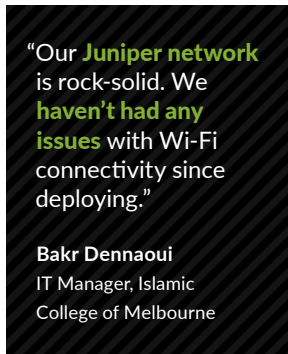 “Our Juniper network
is rock-solid. We
haven’t had any
issues with Wi-Fi
connectivity since
deploying.”
Bakr Dennaoui
IT Manager, Islamic
College of Melbourne